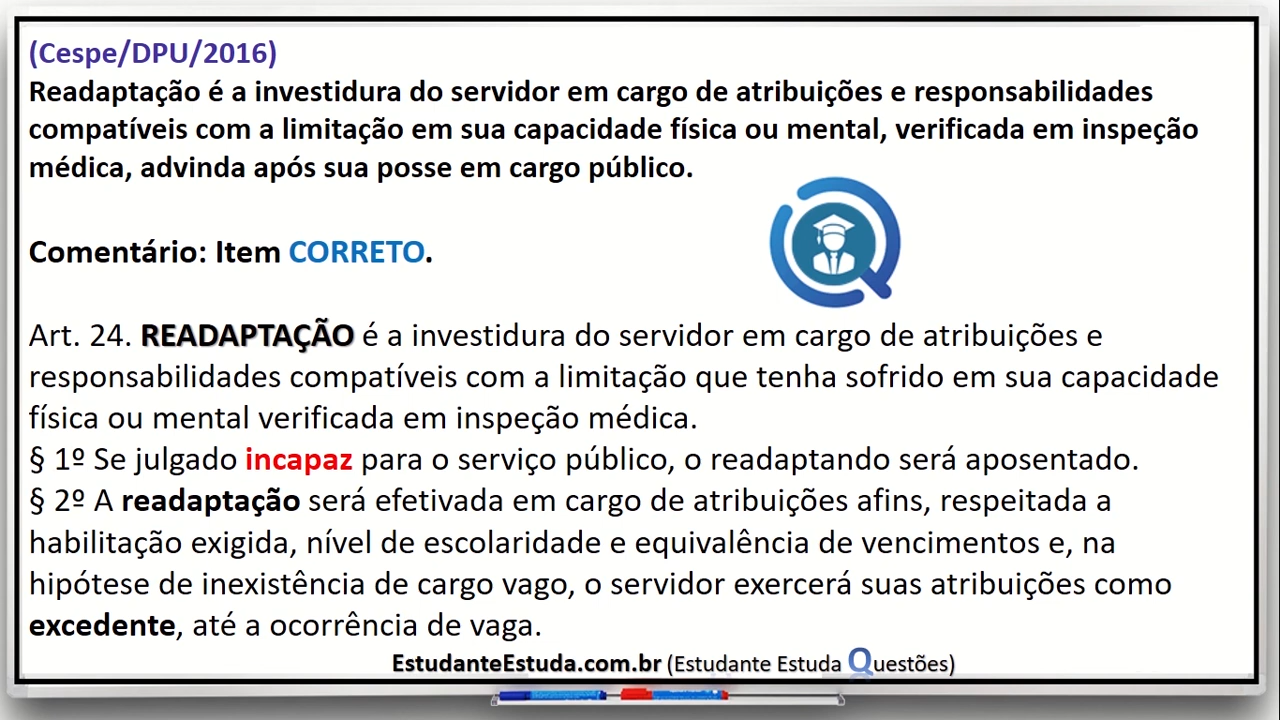 (Cespe/DPU/2016)
Readaptação é a investidura do servidor em cargo de atribuições e responsabilidades
compatíveis com a limitação em sua capacidade física ou mental, verificada em inspeção
médica, advinda após sua posse em cargo público.
Comentário: Item CORRETO.
Art. 24. READAPTAÇÃO é a investidura do servidor em cargo de atribuições e
responsabilidades compatíveis com a limitação que tenha sofrido em sua capacidade
física ou mental verificada em inspeção médica.
§ 1º Se julgado incapaz para o serviço público, o readaptando será aposentado.
§ 2º A readaptação será efetivada em cargo de atribuições afins, respeitada a
habilitação exigida, nível de escolaridade e equivalência de vencimentos e, na
hipótese de inexistência de cargo vago, o servidor exercerá suas atribuições como
excedente, até a ocorrência de vaga.
EstudanteEstuda.com.br (Estudante Estuda Questões)